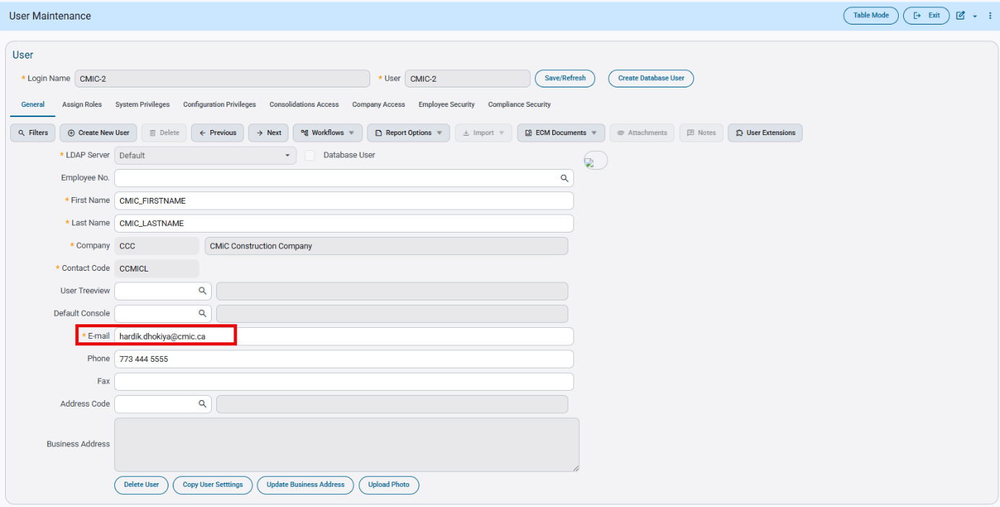 User Maintenance Table Mode Exit
User
* Login Name CMIC-2 * User CMIC-2 Save/Refresh Create Database User
General Assign Roles System Privileges Configuration Privileges Consolidations Access Company Access Employee Security Compliance Security
Filters Create New User Delete Previous Next Workflows Report Options Import ECM Documents Attachments Notes User Extensions
* LDAP Server Default Database User
Employee No.
* First Name CMIC_FIRSTNAME
* Last Name CMIC_LASTNAME
* Company CCC CMiC Construction Company
* Contact Code CCMICL
User Treeview
Default Console
* E-mail hardik.dhokiya@cmic.ca
Phone 773 444 5555
Fax
Address Code
Business Address
Delete User Copy User Setttings Update Business Address Upload Photo